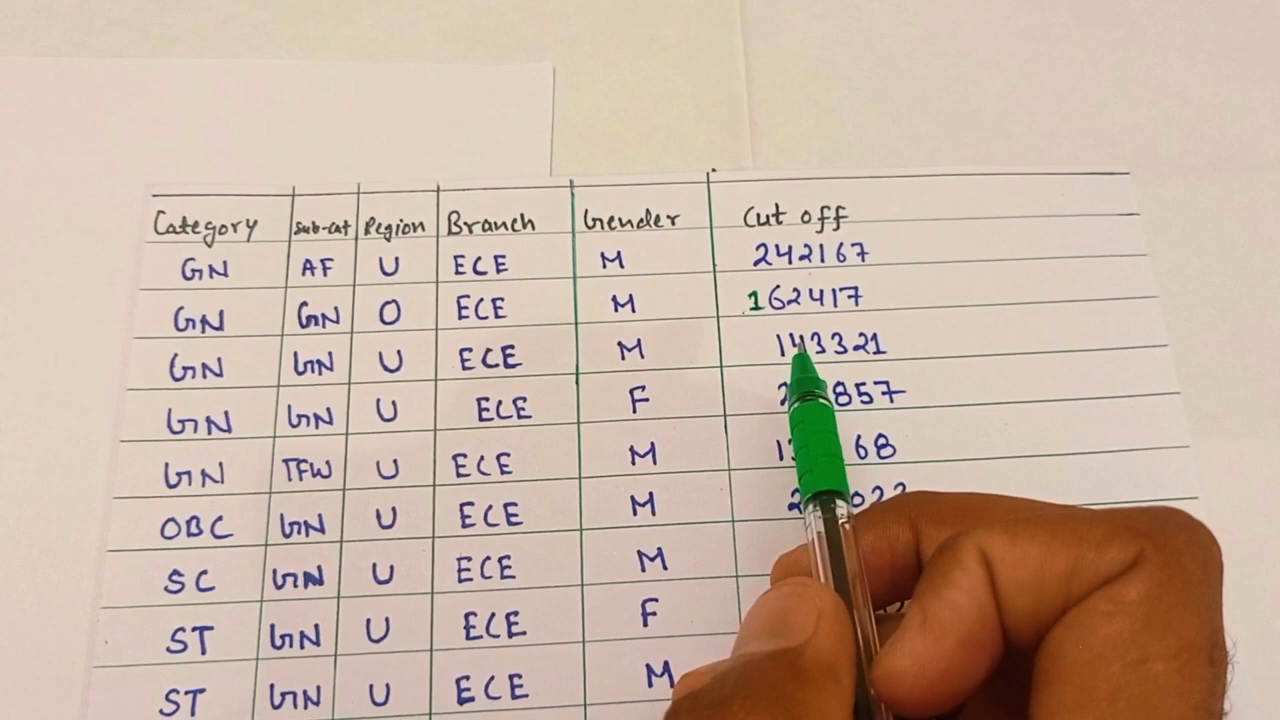 Category Sub-cat Region Branch Gender Cut off
GN AF U ECE M 242167
GN GN O ECE M 162417
GN GN U ECE M 143321
GN GN U ECE F
GN TFW U ECE M
OBC GN U ECE M
SC GN U ECE M
ST GN U ECE F
ST GN U ECE M